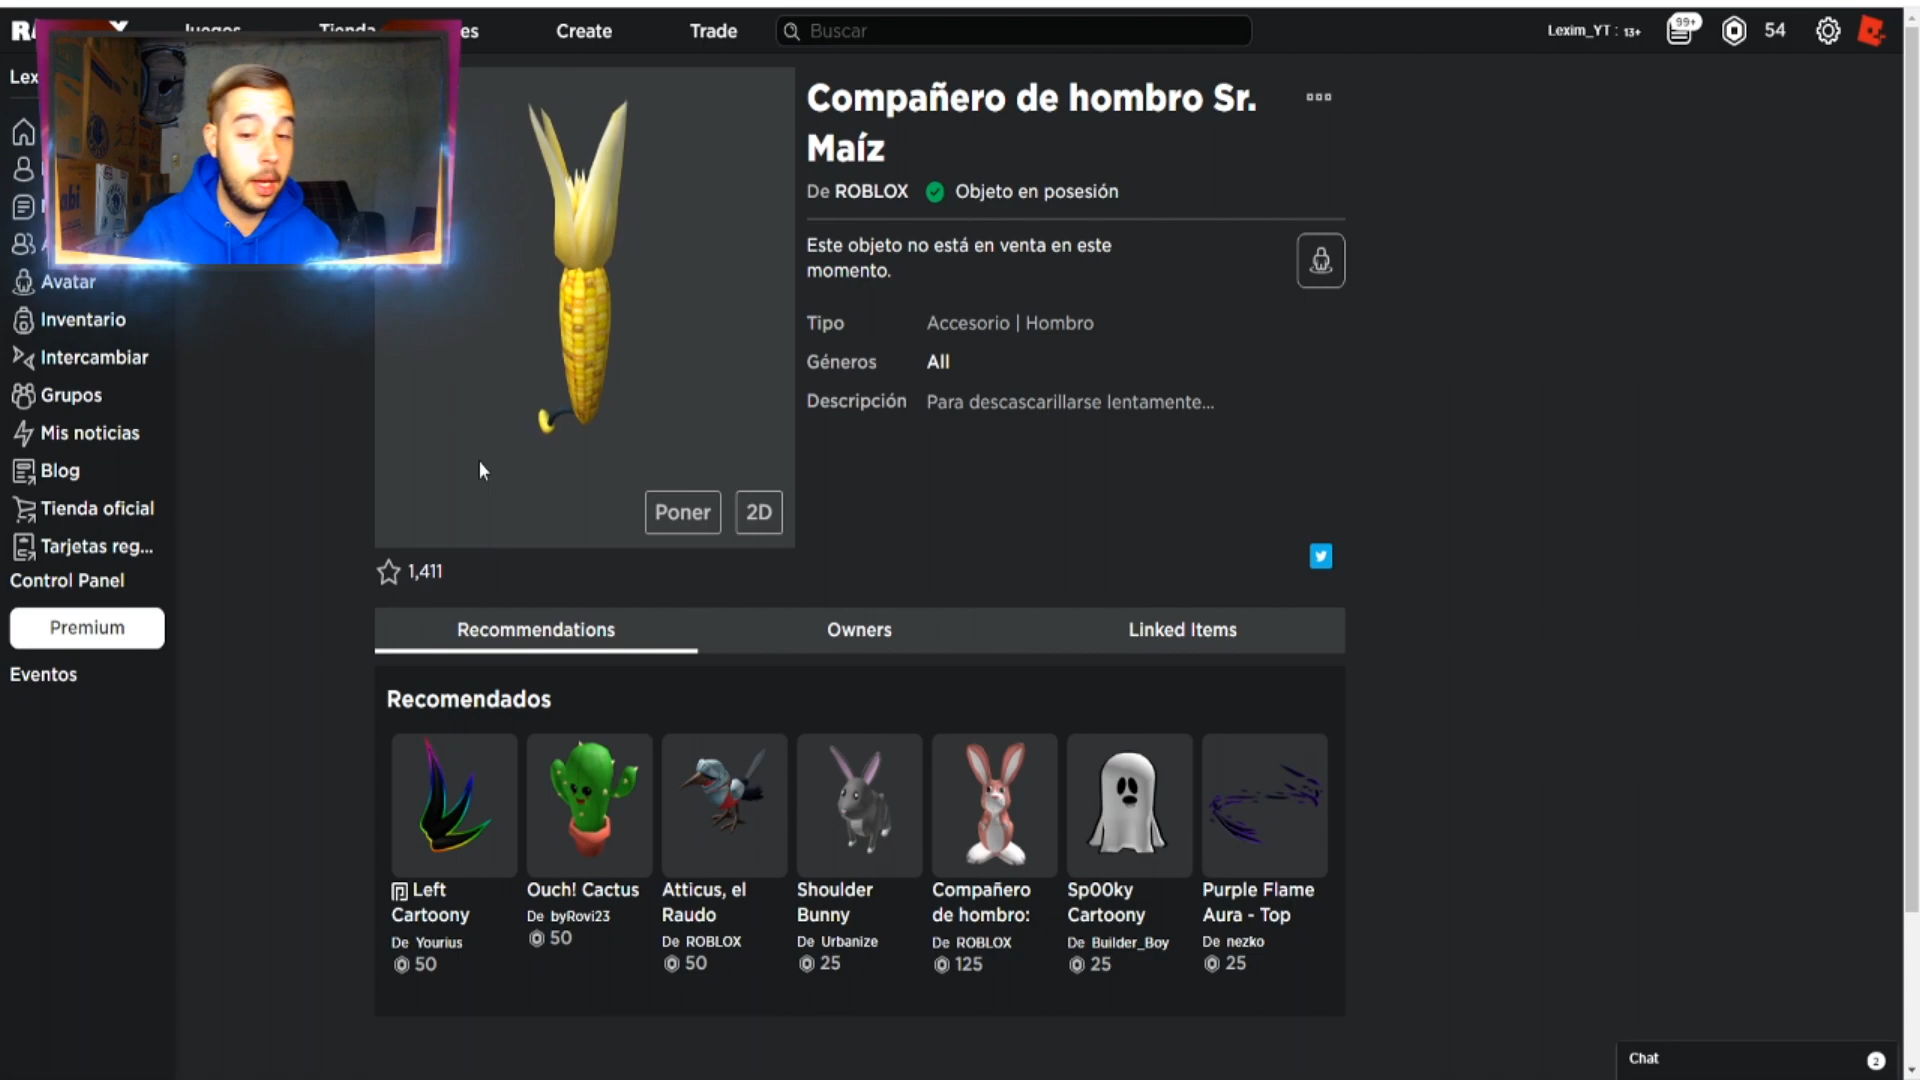 Juegos
Tienda
es
Create
Trade
Buscar
Lexim_YT : 13+
99+
54
Lex
Avatar
Inventario
Intercambiar
Grupos
Mis noticias
Blog
Tienda oficial
Tarjetas reg...
Control Panel
Premium
Eventos
Compañero de hombro Sr.
Maíz
De ROBLOX Objeto en posesión
Este objeto no está en venta en este
momento.
Tipo Accesorio | Hombro
Géneros All
Descripción Para descascarillarse lentamente...
Poner
2D
1,411
Recommendations
Owners
Linked Items
Recomendados
Left
Cartoony
De Yourius
50
Ouch! Cactus
De byRovi23
50
Atticus, el
Raudo
De ROBLOX
50
Shoulder
Bunny
De Urbanize
25
Compañero
de hombro:
De ROBLOX
125
Sp00ky
Cartoony
De Builder_Boy
25
Purple Flame
Aura - Top
De nezko
25
Chat
2